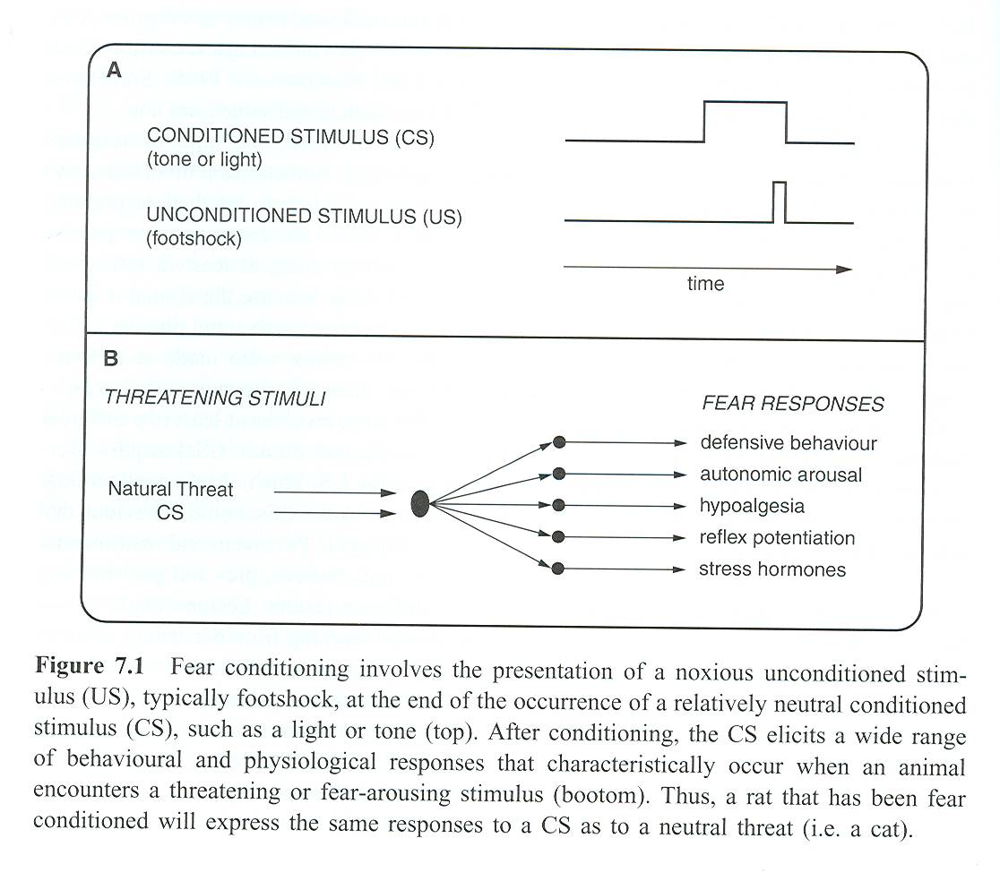 A
CONDITIONED STIMULUS (CS)
(tone or light)
UNCONDITIONED STIMULUS (US)
(footshock)
time
B
THREATENING STIMULI
FEAR RESPONSES
Natural Threat
CS
defensive behaviour
autonomic arousal
hypoalgesia
reflex potentiation
stress hormones
Figure 7.1 Fear conditioning involves the presentation of a noxious unconditioned stim-
ulus (US), typically footshock, at the end of the occurrence of a relatively neutral conditioned
stimulus (CS), such as a light or tone (top). After conditioning, the CS elicits a wide range
of behavioural and physiological responses that characteristically occur when an animal
encounters a threatening or fear-arousing stimulus (bootom). Thus, a rat that has been fear
conditioned will express the same responses to a CS as to a neutral threat (i.e. a cat).